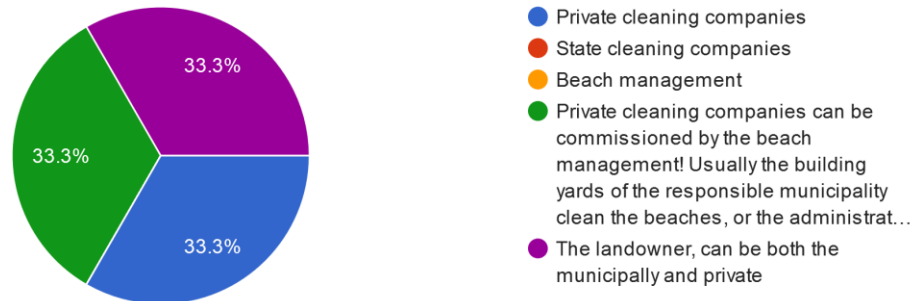 33.3%
33.3%
33.3%
Private cleaning companies
State cleaning companies
Beach management
Private cleaning companies can be
commissioned by the beach
management! Usually the building
yards of the responsible municipality
clean the beaches, or the administrat…
The landowner, can be both the
municipally and private